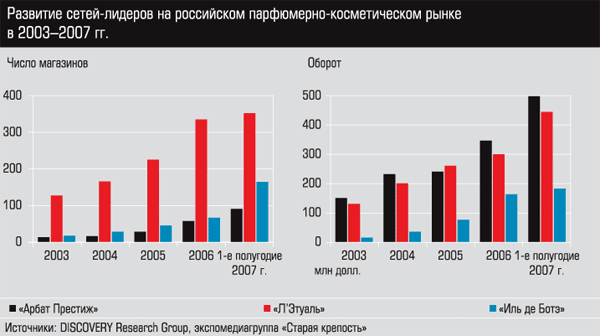 Развитие сетей-лидеров на российском парфюмерно-косметическом рынке
в 2003–2007 гг.
Число магазинов
400
300
200
100
0
2003 2004 2005 2006 1-е полугодие
2007 г.
Оборот
500
400
300
200
100
0
2003 2004 2005 2006 1-е полугодие
млн долл. 2007 г.
«Арбат Престиж» «Л'Этуаль» «Иль де Ботэ»
Источники: DISCOVERY Research Group, экспомедиагруппа «Старая крепость»